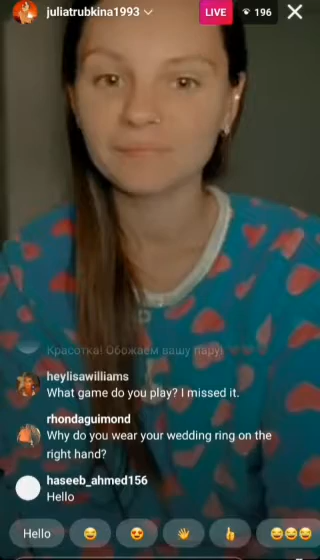 juliatrubkina1993
LIVE
196
Красотка! Обожаем вашу пару!
heylisawilliams
What game do you play? I missed it.
rhondaguimond
Why do you wear your wedding ring on the
right hand?
haseeb_ahmed156
Hello
Hello